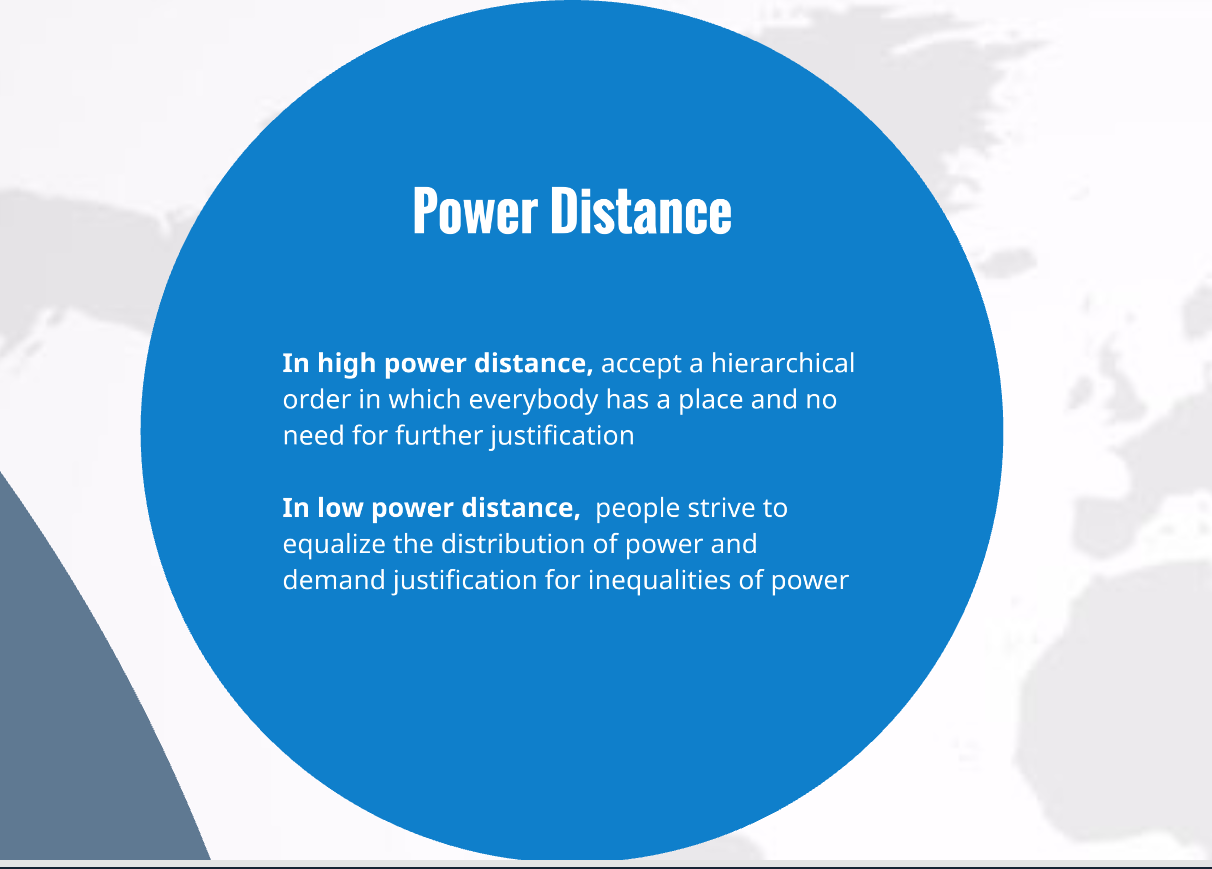 Power Distance
In high power distance, accept a hierarchical
order in which everybody has a place and no
need for further justification
In low power distance,  people strive to
equalize the distribution of power and
demand justification for inequalities of power